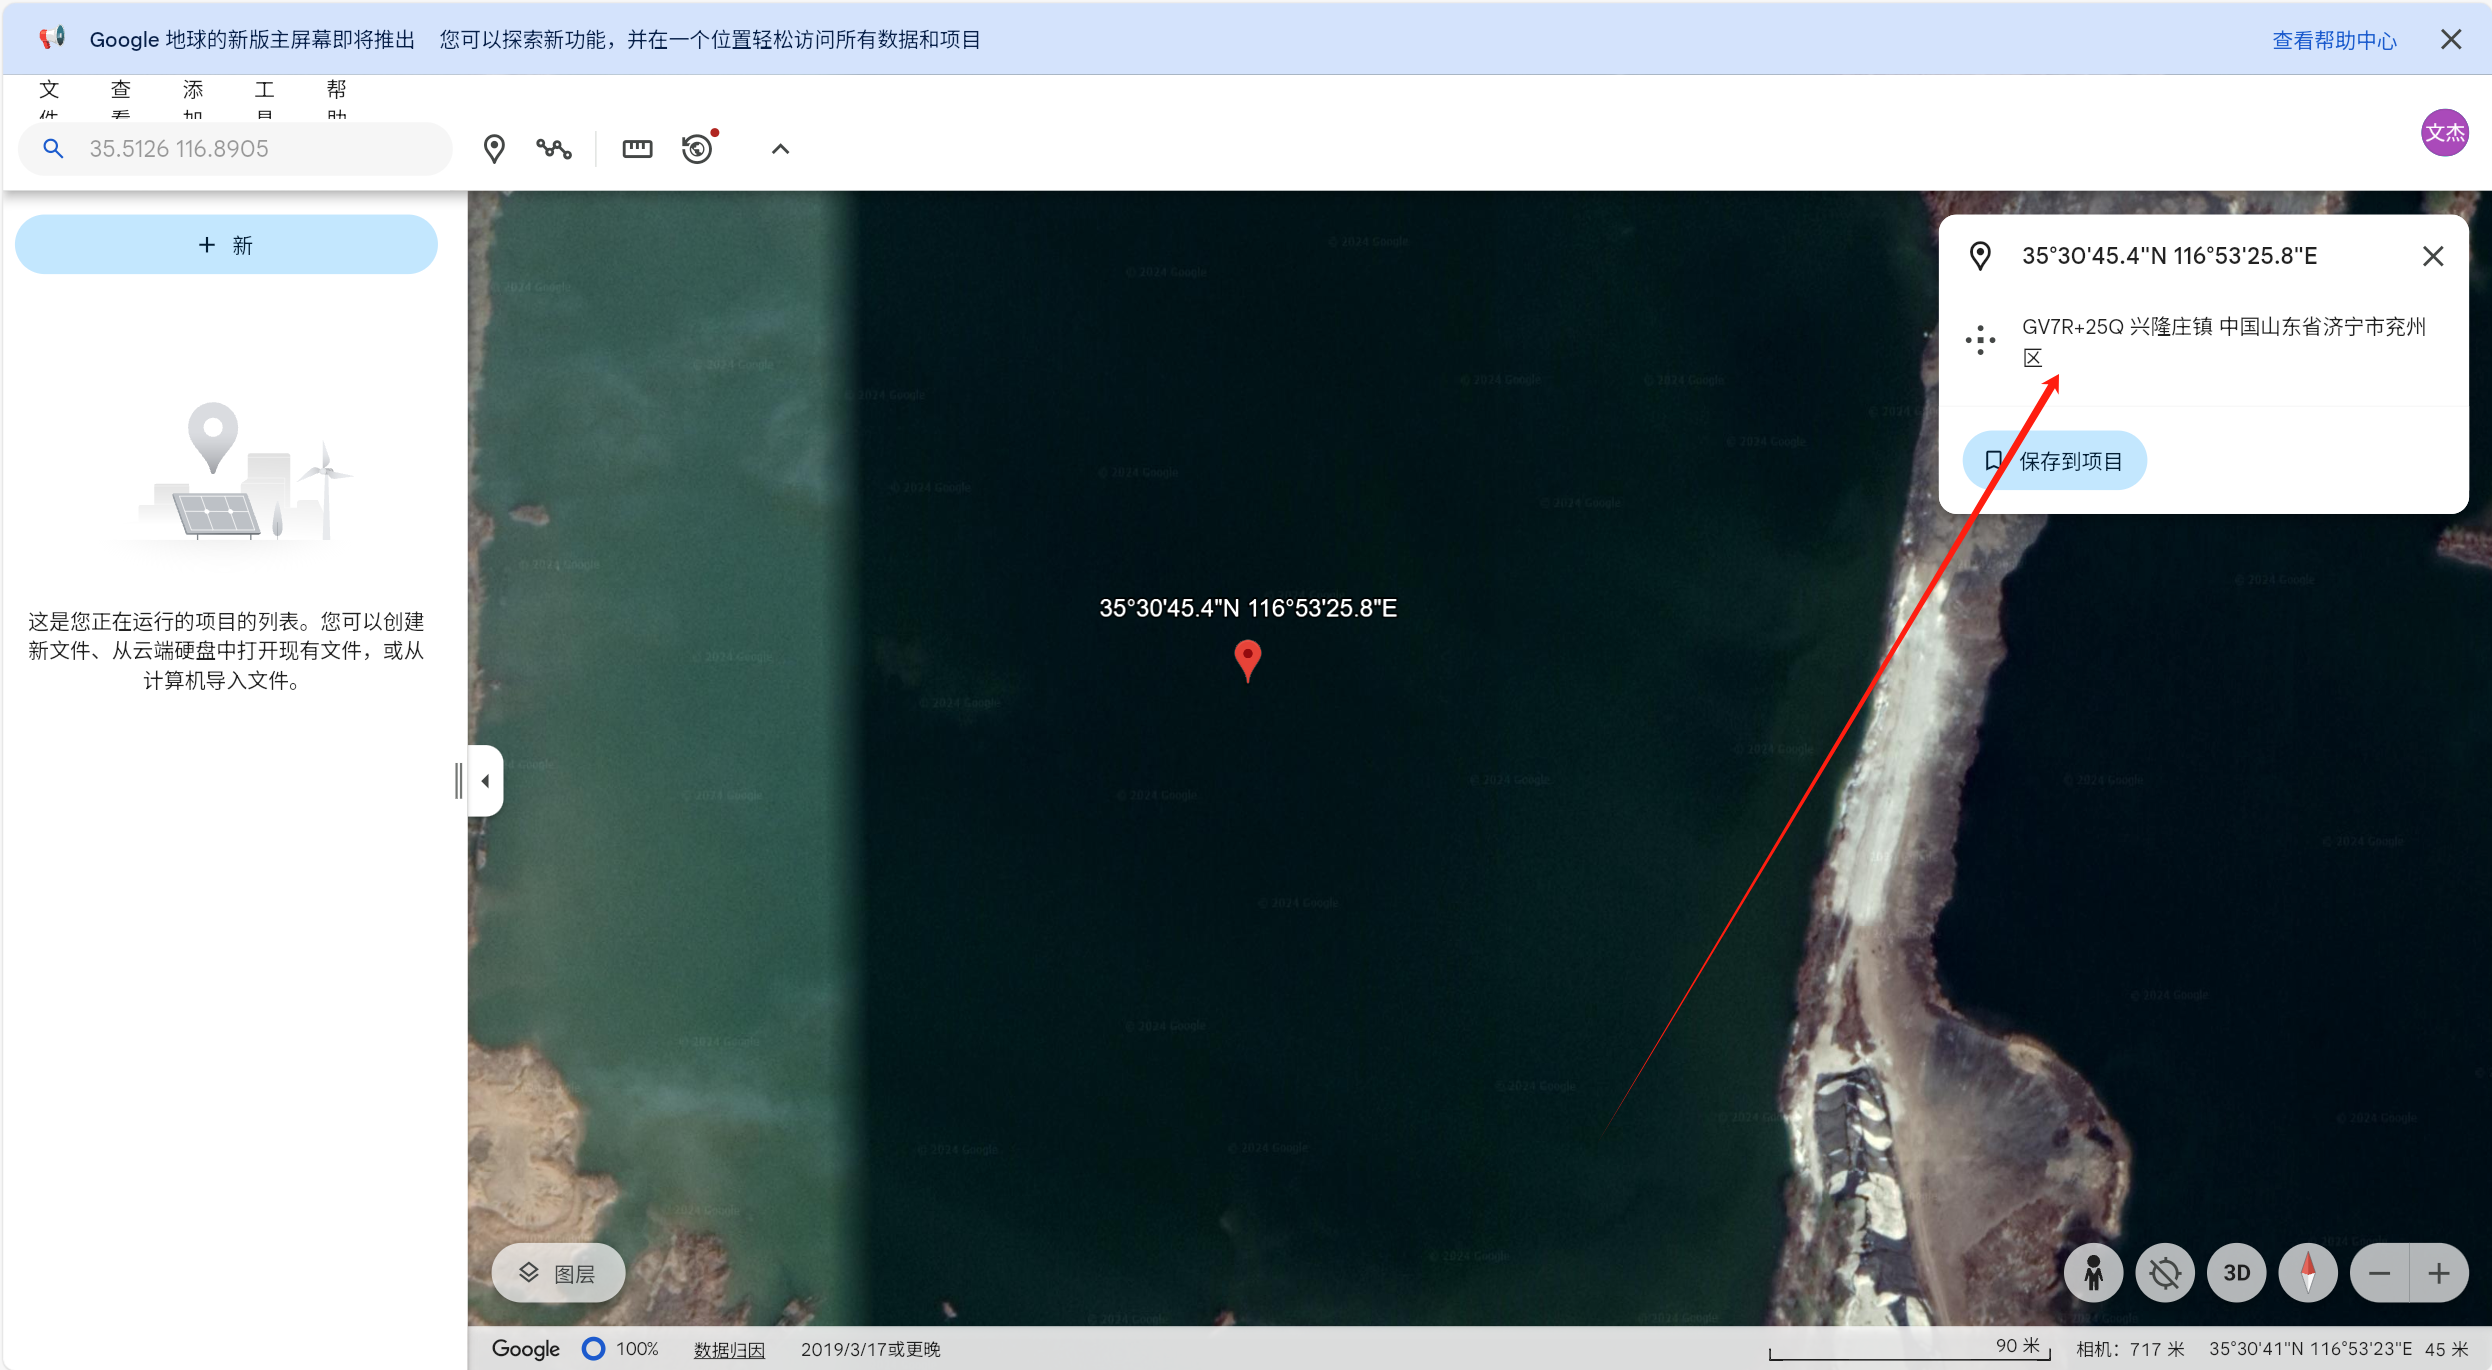 Google 地球的新版主屏幕即将推出 您可以探索新功能，并在一个位置轻松访问所有数据和项目 查看帮助中心
文件 查看 添加 工具 帮助
35.5126 116.8905
文杰
+ 新
这是您正在运行的项目的列表。您可以创建
新文件、从云端硬盘中打开现有文件，或从
计算机导入文件。
35°30'45.4"N 116°53'25.8"E
35°30'45.4"N 116°53'25.8"E
GV7R+25Q 兴隆庄镇 中国山东省济宁市兖州
区
保存到项目
© 2024 Google
图层
3D
Google 100% 数据归因 2019/3/17或更晚 90 米 相机：717 米 35°30'41"N 116°53'23"E 45 米